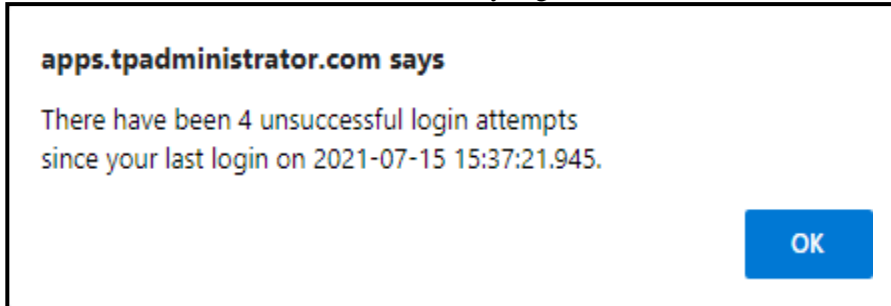 apps.tpadministrator.com says
There have been 4 unsuccessful login attempts
since your last login on 2021-07-15 15:37:21.945.
OK